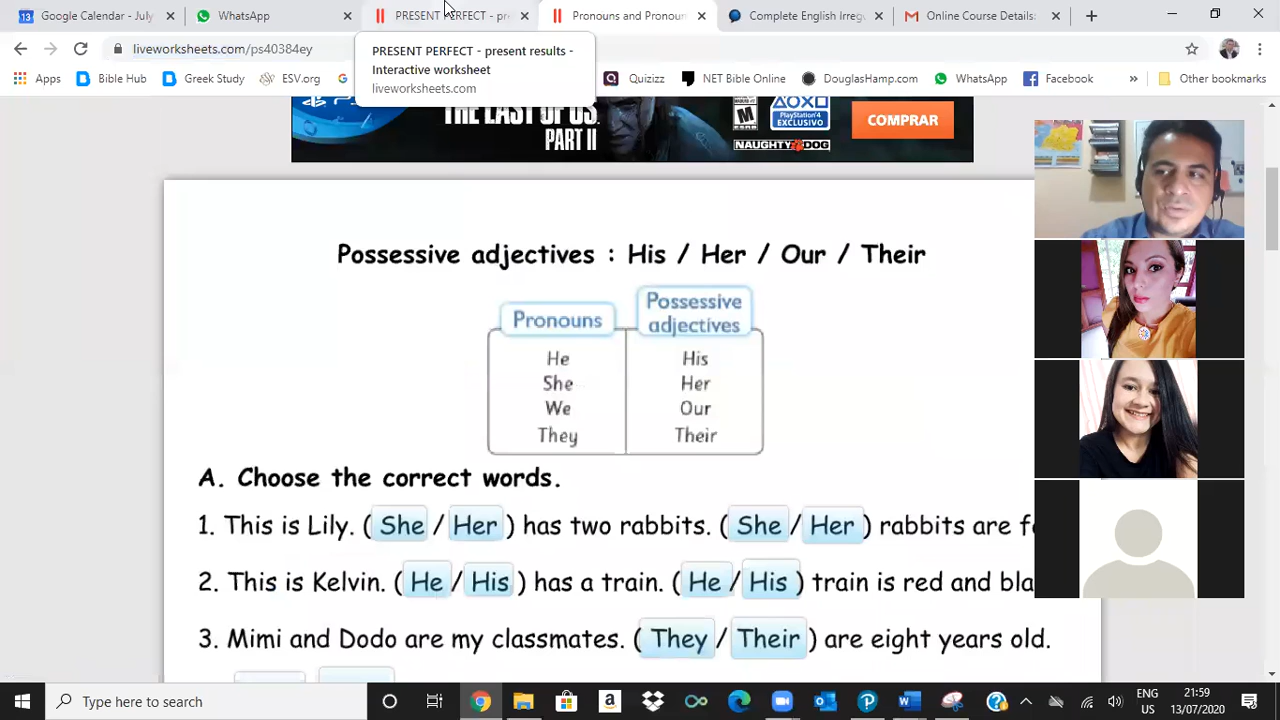 Google Calendar - July
WhatsApp
PRESENT PERFECT - pre
Pronouns and Pronoun
Complete English Irreg
Online Course Details:
liveworksheets.com/ps40384ey
PRESENT PERFECT - present results -
Interactive worksheet
liveworksheets.com
Apps
Bible Hub
Greek Study
ESV.org
Quizizz
NET Bible Online
DouglasHamp.com
WhatsApp
Facebook
»
Other bookmarks
THE LAST OF US
PART II
M
PlayStation 4
EXCLUSIVO
NAUGHTY DOG
COMPRAR
Possessive adjectives : His / Her / Our / Their
Pronouns
Possessive
adjectives
He His
She Her
We Our
They Their
A. Choose the correct words.
1. This is Lily. ( She / Her ) has two rabbits. ( She / Her ) rabbits are f
2. This is Kelvin. ( He / His ) has a train. ( He / His ) train is red and bla
3. Mimi and Dodo are my classmates. ( They / Their ) are eight years old.
Type here to search
ENG
US
21:59
13/07/2020